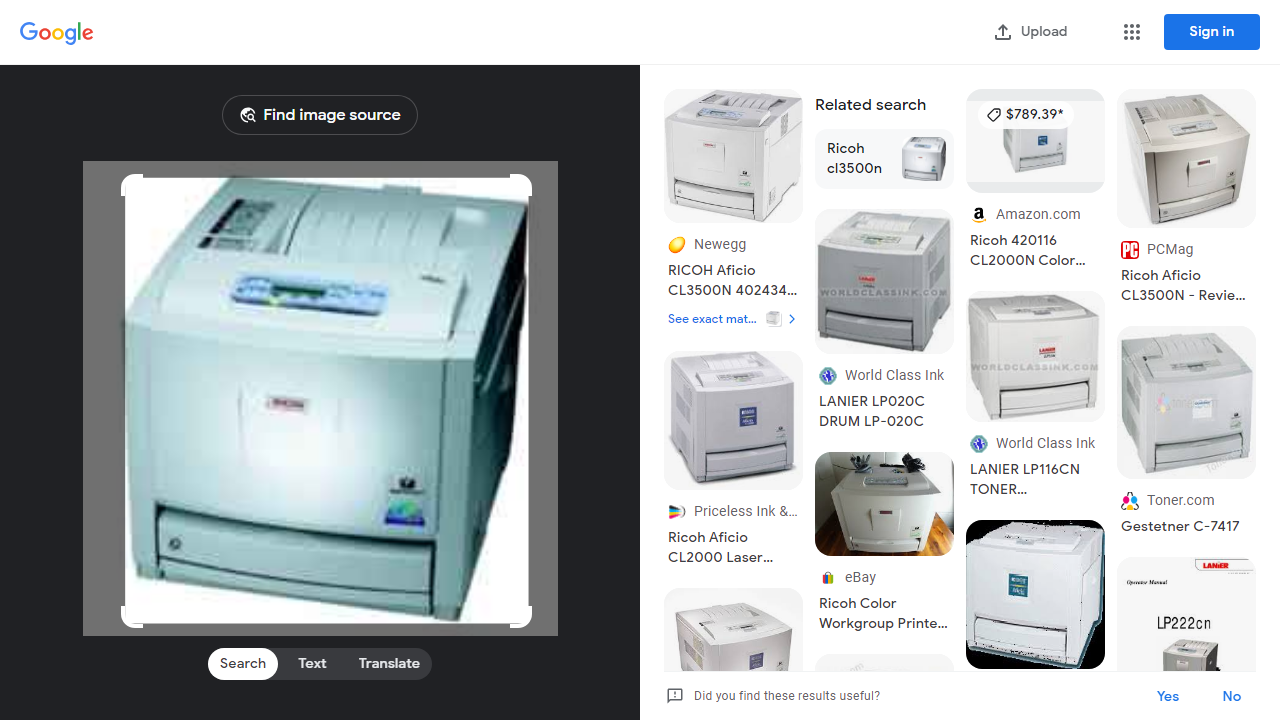 Google
Upload
Sign in
Find image source
Search
Text
Translate
Newegg
RICOH Aficio
CL3500N 402434...
See exact mat...
Priceless Ink &...
Ricoh Aficio
CL2000 Laser...
Related search
Ricoh
cl3500n
WORLDCLASSINK.COM
World Class Ink
LANIER LP020C
DRUM LP-020C
eBay
Ricoh Color
Workgroup Printe...
$789.39*
Amazon.com
Ricoh 420116
CL2000N Color...
LANIER
WORLDCLASSINK.COM
World Class Ink
LANIER LP116CN
TONER...
PCMag
Ricoh Aficio
CL3500N - Revie...
Toner.com
Gestetner C-7417
LANIER
Operator Manual
LP222cn
Did you find these results useful?
Yes
No